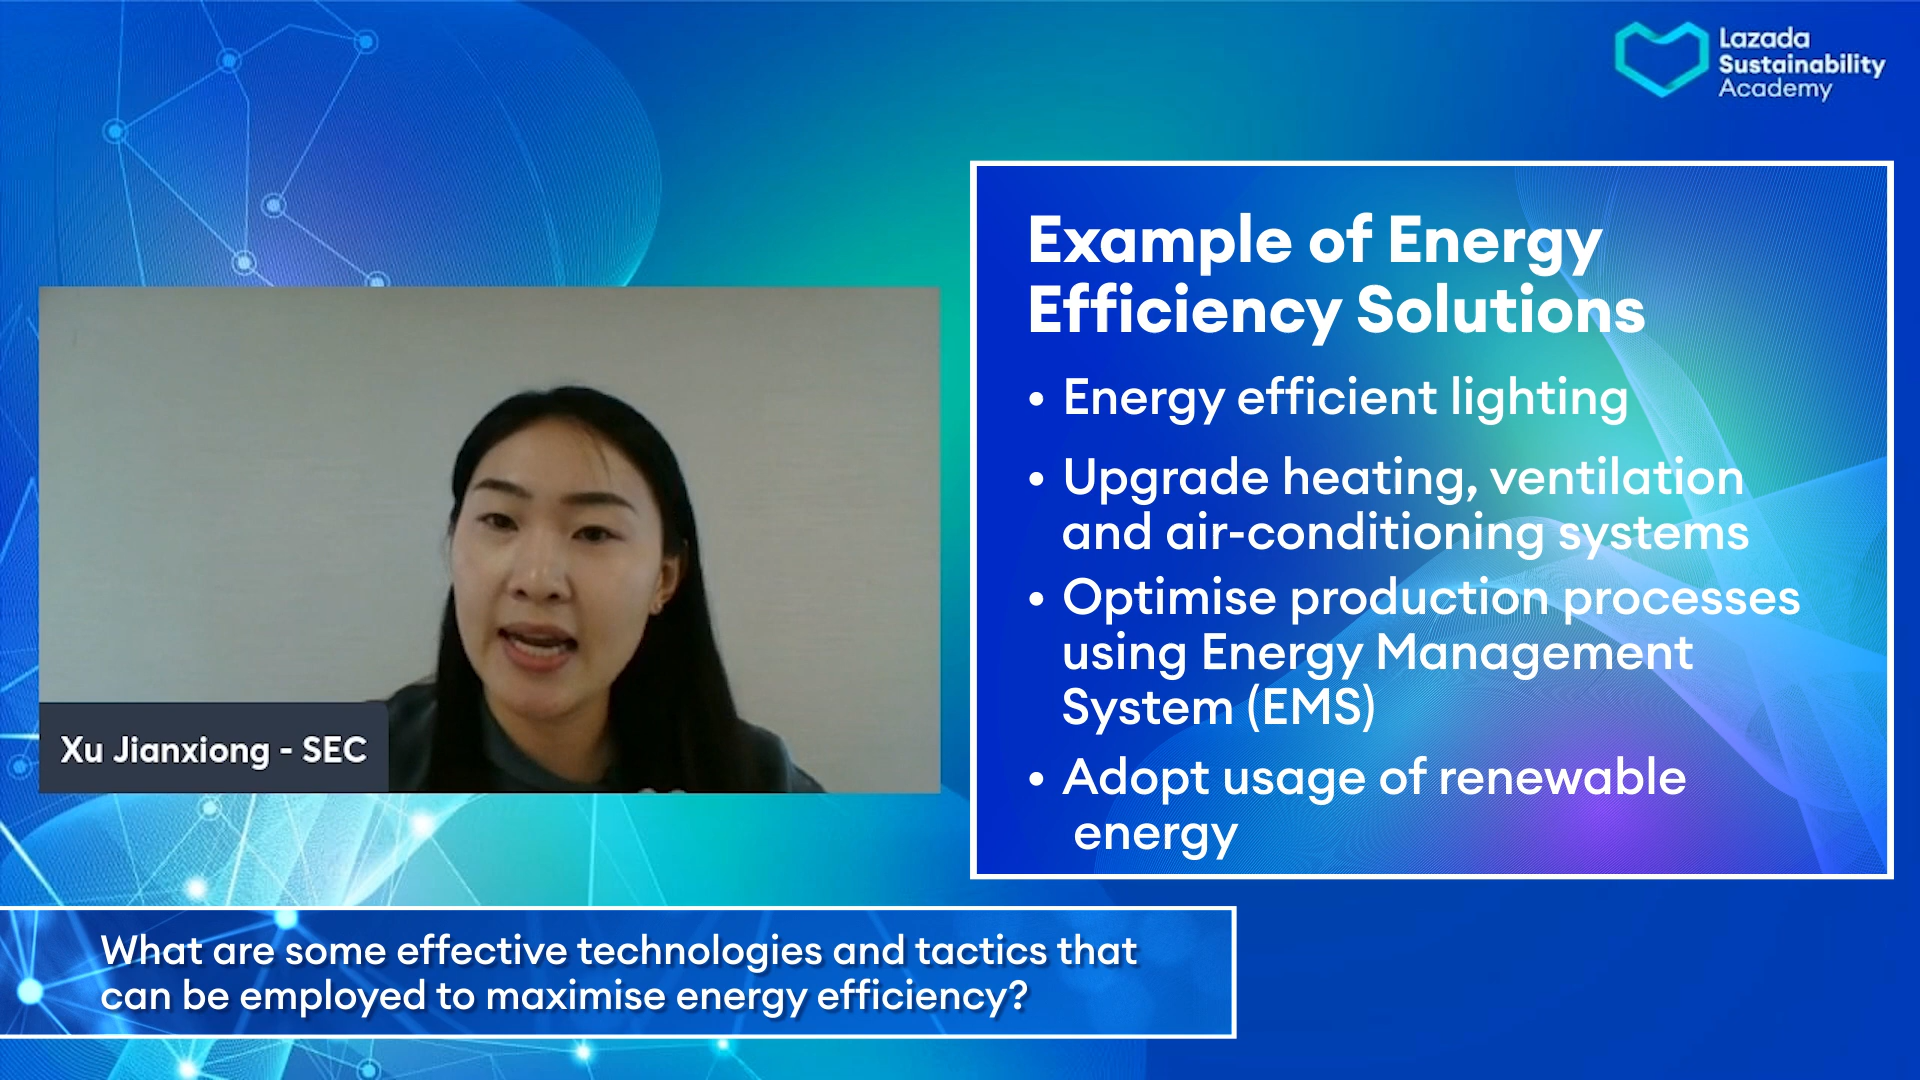 Lazada
Sustainability
Academy
Example of Energy
Efficiency Solutions
• Energy efficient lighting
• Upgrade heating, ventilation
and air-conditioning systems
• Optimise production processes
using Energy Management
System (EMS)
• Adopt usage of renewable
energy
Xu Jianxiong - SEC
What are some effective technologies and tactics that
can be employed to maximise energy efficiency?